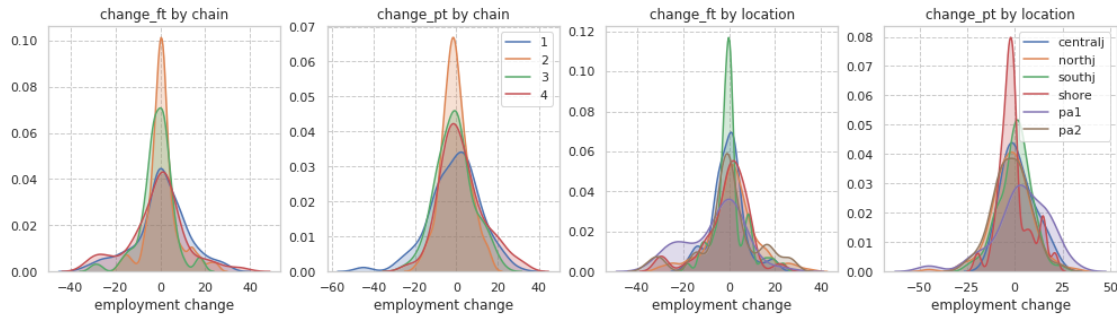 change_ft by chain
0.10
0.08
0.06
0.04
0.02
0.00
−40 −20 0 20 40
employment change
change_pt by chain
0.07
0.06
0.05
0.04
0.03
0.02
0.01
0.00
1
2
3
4
−60 −40 −20 0 20 40
employment change
change_ft by location
0.12
0.10
0.08
0.06
0.04
0.02
0.00
−40 −20 0 20 40
employment change
change_pt by location
0.08
0.07
0.06
0.05
0.04
0.03
0.02
0.01
0.00
centralj
northj
southj
shore
pa1
pa2
−50 −25 0 25 50
employment change